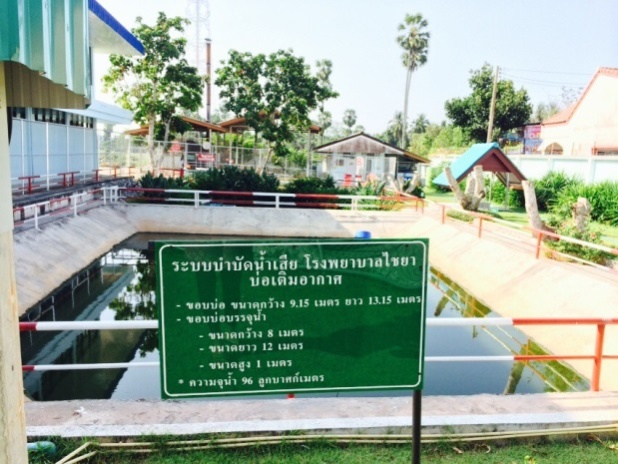 ระบบบำบัดน้ำเสีย โรงพยาบาลไชยา
บ่อเติมอากาศ
- ขอบบ่อ ขนาดกว้าง 9.15 เมตร ยาว 13.15 เมตร
- ขอบบ่อบรรจุน้ำ
- ขนาดกว้าง 8 เมตร
- ขนาดยาว 12 เมตร
- ขนาดสูง 1 เมตร
* ความจุน้ำ 96 ลูกบาศก์เมตร